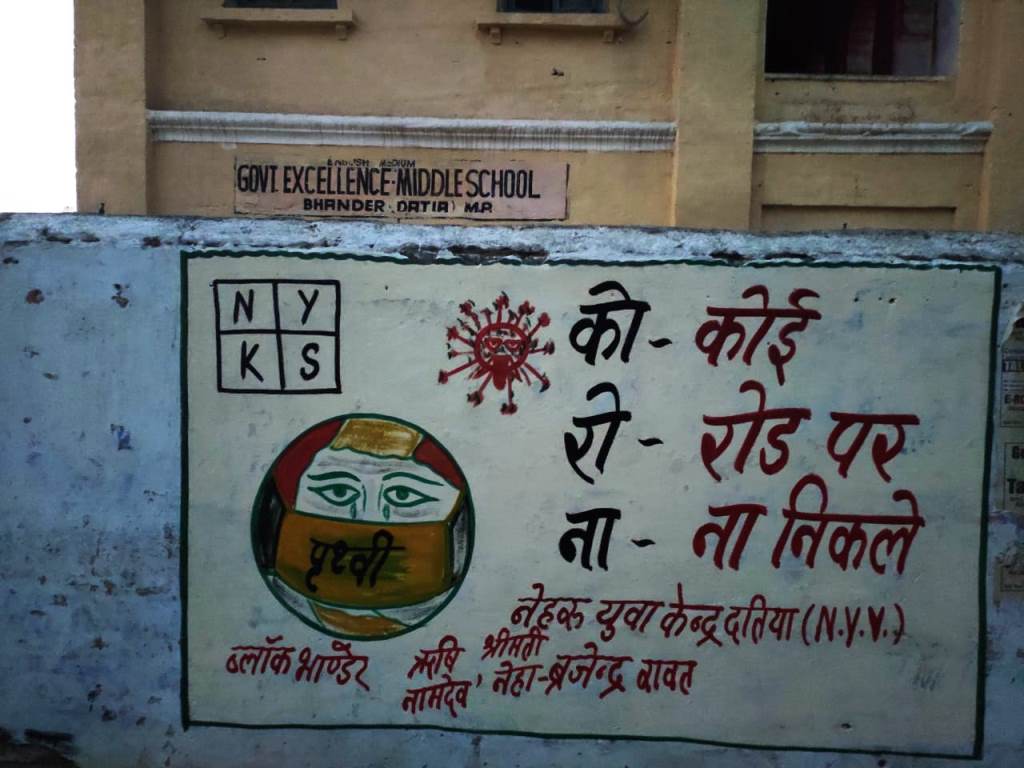 ENGLISH MEDIUM
GOVT. EXCELLENCE MIDDLE SCHOOL
BHANDER (DATIA) M.P.
N Y
K S
को - कोई
रो - रोड पर
ना - ना निकले
पृथ्वी
नेहरू युवा केन्द्र दतिया (N.Y.V.)
ब्लॉक भाण्डेर
ऋषि श्रीमती
नामदेव, नेहा-ब्रजेन्द्र रावत